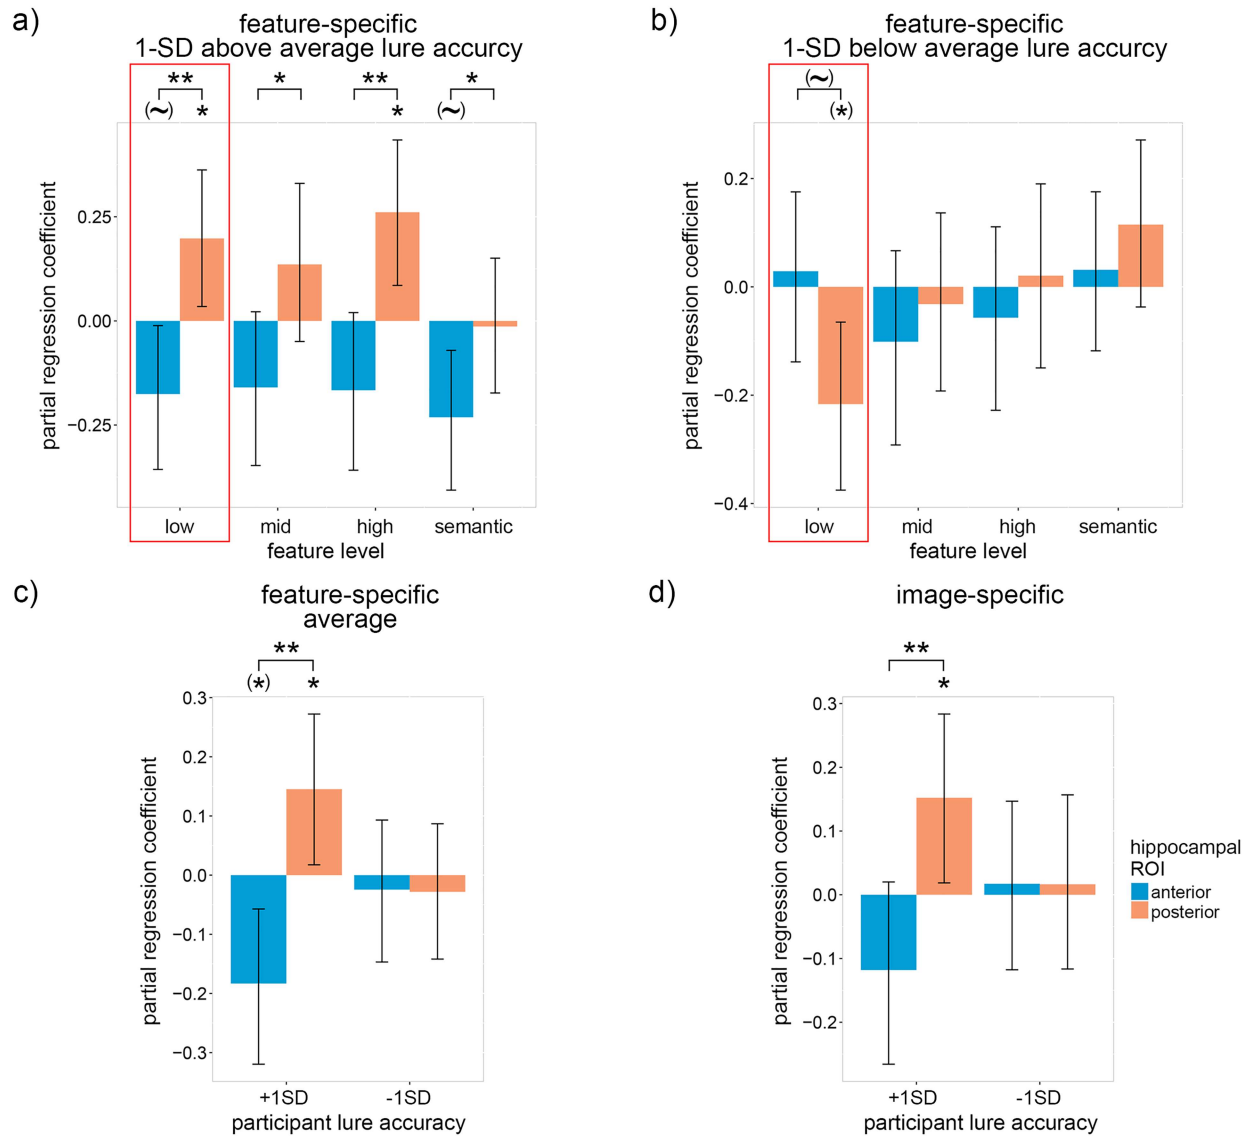 a)
feature-specific
1-SD above average lure accurcy
** * ** *
(~) * * (~)
partial regression coefficient
0.25
0.00
−0.25
low mid high semantic
feature level
b)
feature-specific
1-SD below average lure accurcy
(~)
(*)
partial regression coefficient
0.2
0.0
−0.2
−0.4
low mid high semantic
feature level
c)
feature-specific
average
**
(*) *
partial regression coefficient
0.3
0.2
0.1
0.0
−0.1
−0.2
−0.3
+1SD -1SD
participant lure accuracy
d)
image-specific
**
*
partial regression coefficient
0.3
0.2
0.1
0.0
−0.1
−0.2
+1SD -1SD
participant lure accuracy
hippocampal
ROI
anterior
posterior